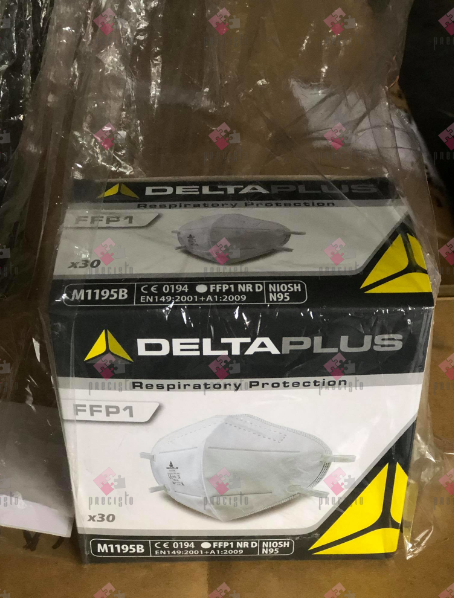 DELTAPLUS
Respiratory Protection
FFP1
x30
M1195B
CE 0194 FFP1 NR D
EN149:2001+A1:2009
NIOSH
N95
DELTAPLUS
Respiratory Protection
FFP1
x30
M1195B
CE 0194 FFP1 NR D
EN149:2001+A1:2009
NIOSH
N95